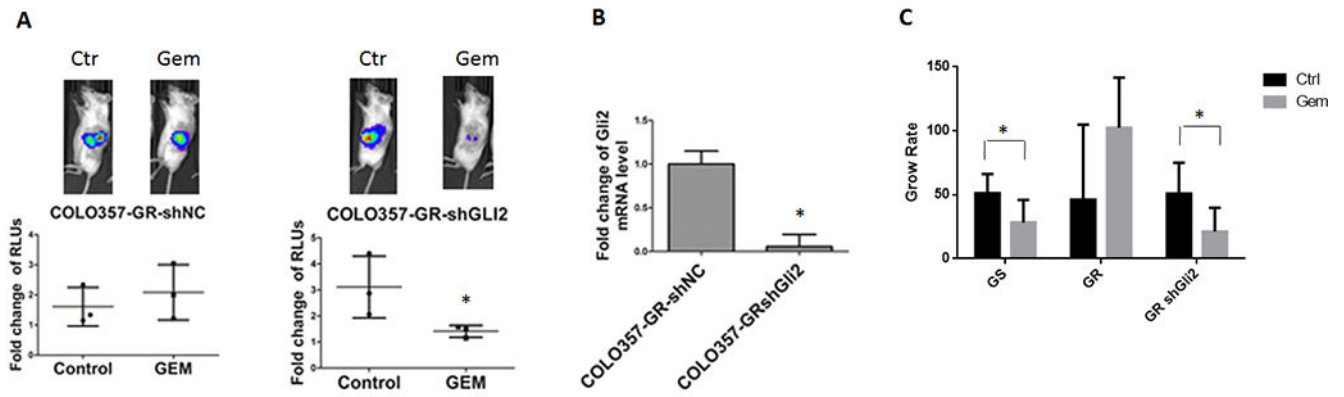 A
Ctr Gem
COLO357-GR-shNC
Fold change of RLUs
4
3
2
1
0
Control GEM
Ctr Gem
COLO357-GR-shGLI2
Fold change of RLUs
5
4
3
2
1
0
*
Control GEM
B
Fold change of Gli2
mRNA level
1.5
1.0
0.5
0.0
*
COLO357-GR-shNC
COLO357-GRshGli2
C
Grow Rate
150
100
50
0
*
*
GS GR GR shGli2
Ctrl
Gem